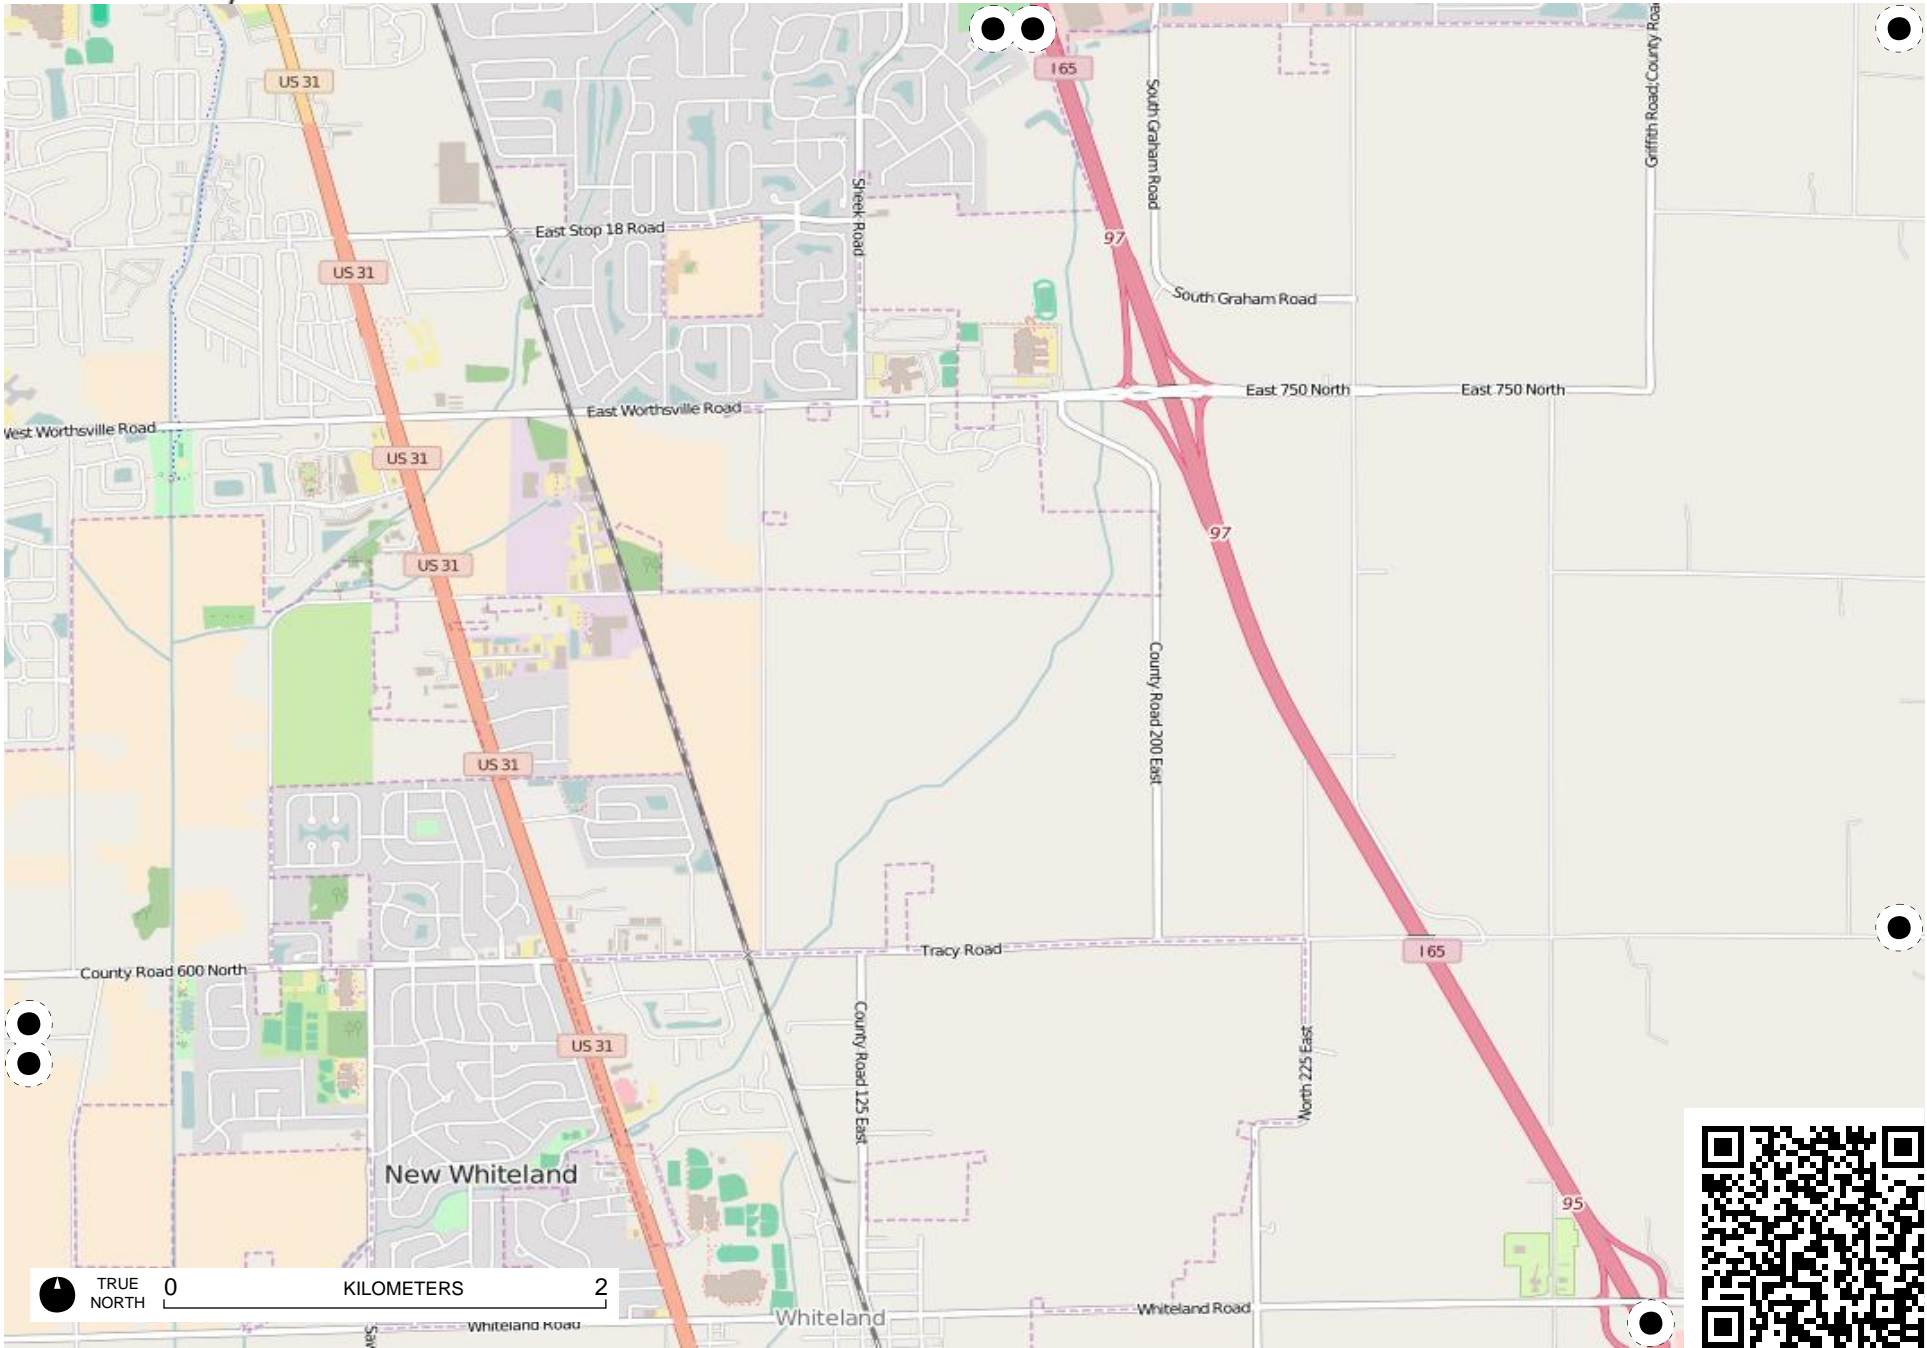 US 31
I 65
South Graham Road
Griffith Road;County Roa
Sheek Road
East Stop 18 Road
97
US 31
South Graham Road
East 750 North
East 750 North
East Worthsville Road
West Worthsville Road
US 31
97
US 31
County Road 200 East
US 31
Tracy Road
I 65
County Road 600 North
County Road 125 East
US 31
North 225 East
New Whiteland
95
TRUE NORTH
0 KILOMETERS 2
Whiteland Road
Whiteland
Whiteland Road
Saw